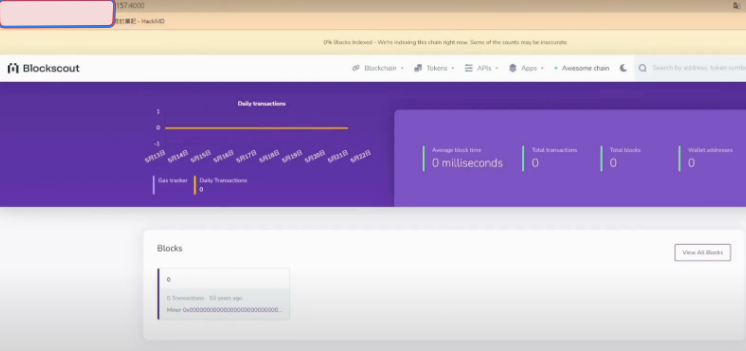 157:4000
- HackMD
0% Blocks Indexed - We're indexing this chain right now. Some of the counts may be inaccurate.
Blockscout
Blockchain
Tokens
APIs
Apps
Awesome chain
Search by address, token symbo
Daily transactions
1
0
-1
5月13日 5月14日 5月15日 5月16日 5月17日 5月18日 5月19日 5月20日 5月21日 5月22日
Gas tracker
Daily Transactions
0
Average block time
0 milliseconds
Total transactions
0
Total blocks
0
Wallet addresses
0
Blocks
View All Blocks
0
0 Transactions 53 years ago